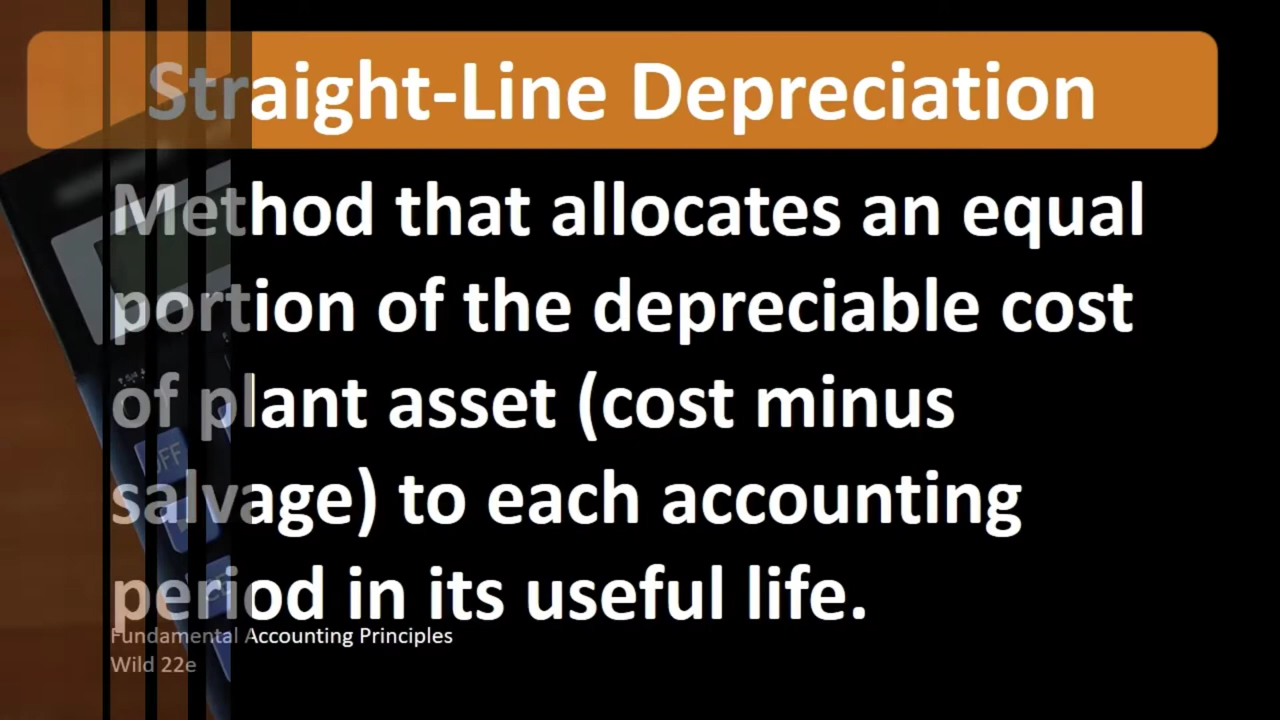 Straight-Line Depreciation
Method that allocates an equal
portion of the depreciable cost
of plant asset (cost minus
salvage) to each accounting
period in its useful life.
Fundamental Accounting Principles
Wild 22e
OFF